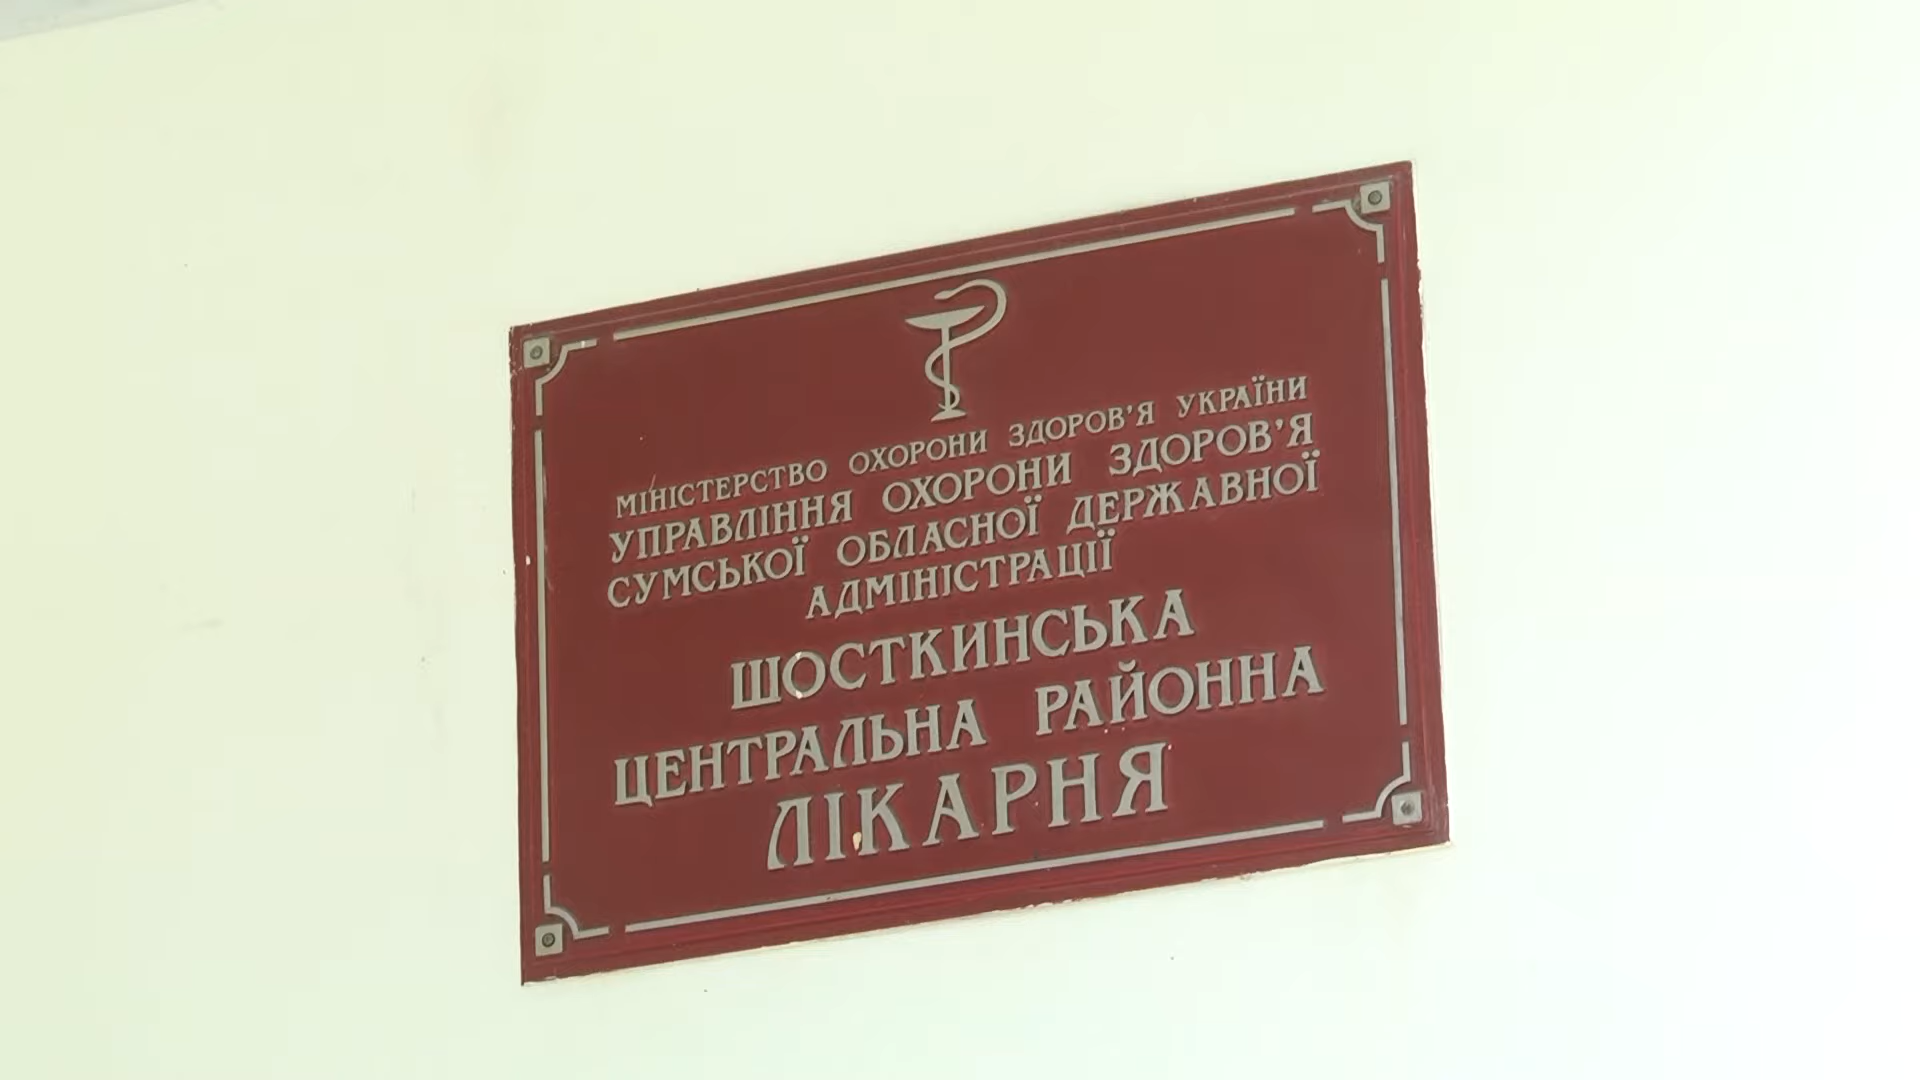 МІНІСТЕРСТВО ОХОРОНИ ЗДОРОВ'Я УКРАЇНИ
УПРАВЛІННЯ ОХОРОНИ ЗДОРОВ'Я
СУМСЬКОЇ ОБЛАСНОЇ ДЕРЖАВНОЇ
АДМІНІСТРАЦІЇ
ШОСТКИНСЬКА
ЦЕНТРАЛЬНА РАЙОННА
ЛІКАРНЯ